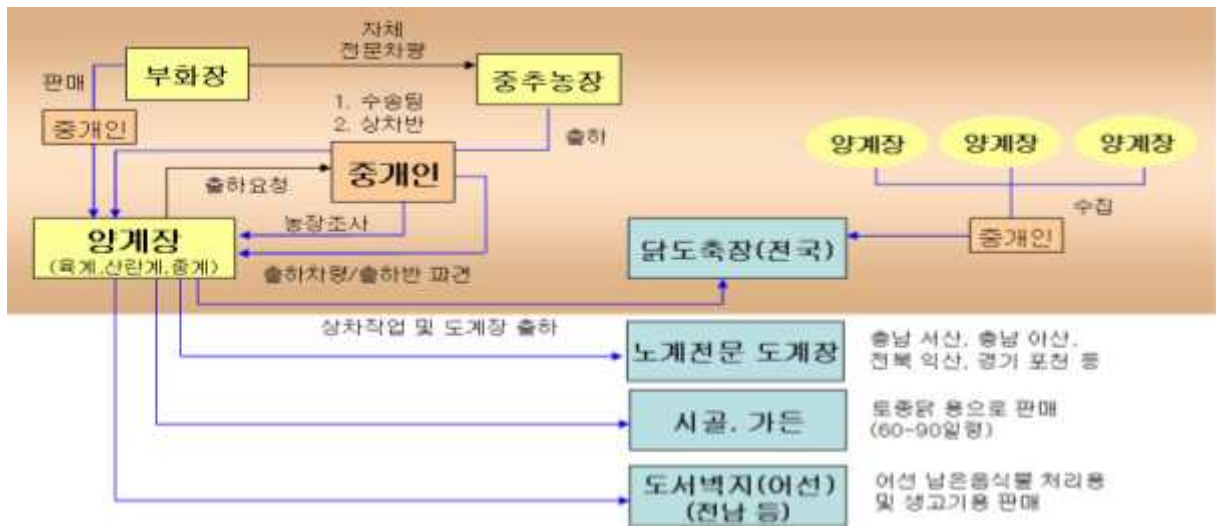 자체
전문차량
부화장
중추농장
판매
중개인
1. 수송팀
2. 상차반
출하
양계장
양계장
양계장
중개인
출하요청
수집
농장조사
양계장
(육계,산란계,종계)
중개인
닭도축장(전국)
출하차량/출하반 파견
상차작업 및 도계장 출하
노계전문 도계장
충남 서산, 충남 아산,
전북 익산, 경기 포천 등
시골, 가든
토종닭 용으로 판매
(60-90일령)
도서벽지(어선)
(전남 등)
어선 남은음식물 처리용
및 생고기용 판매